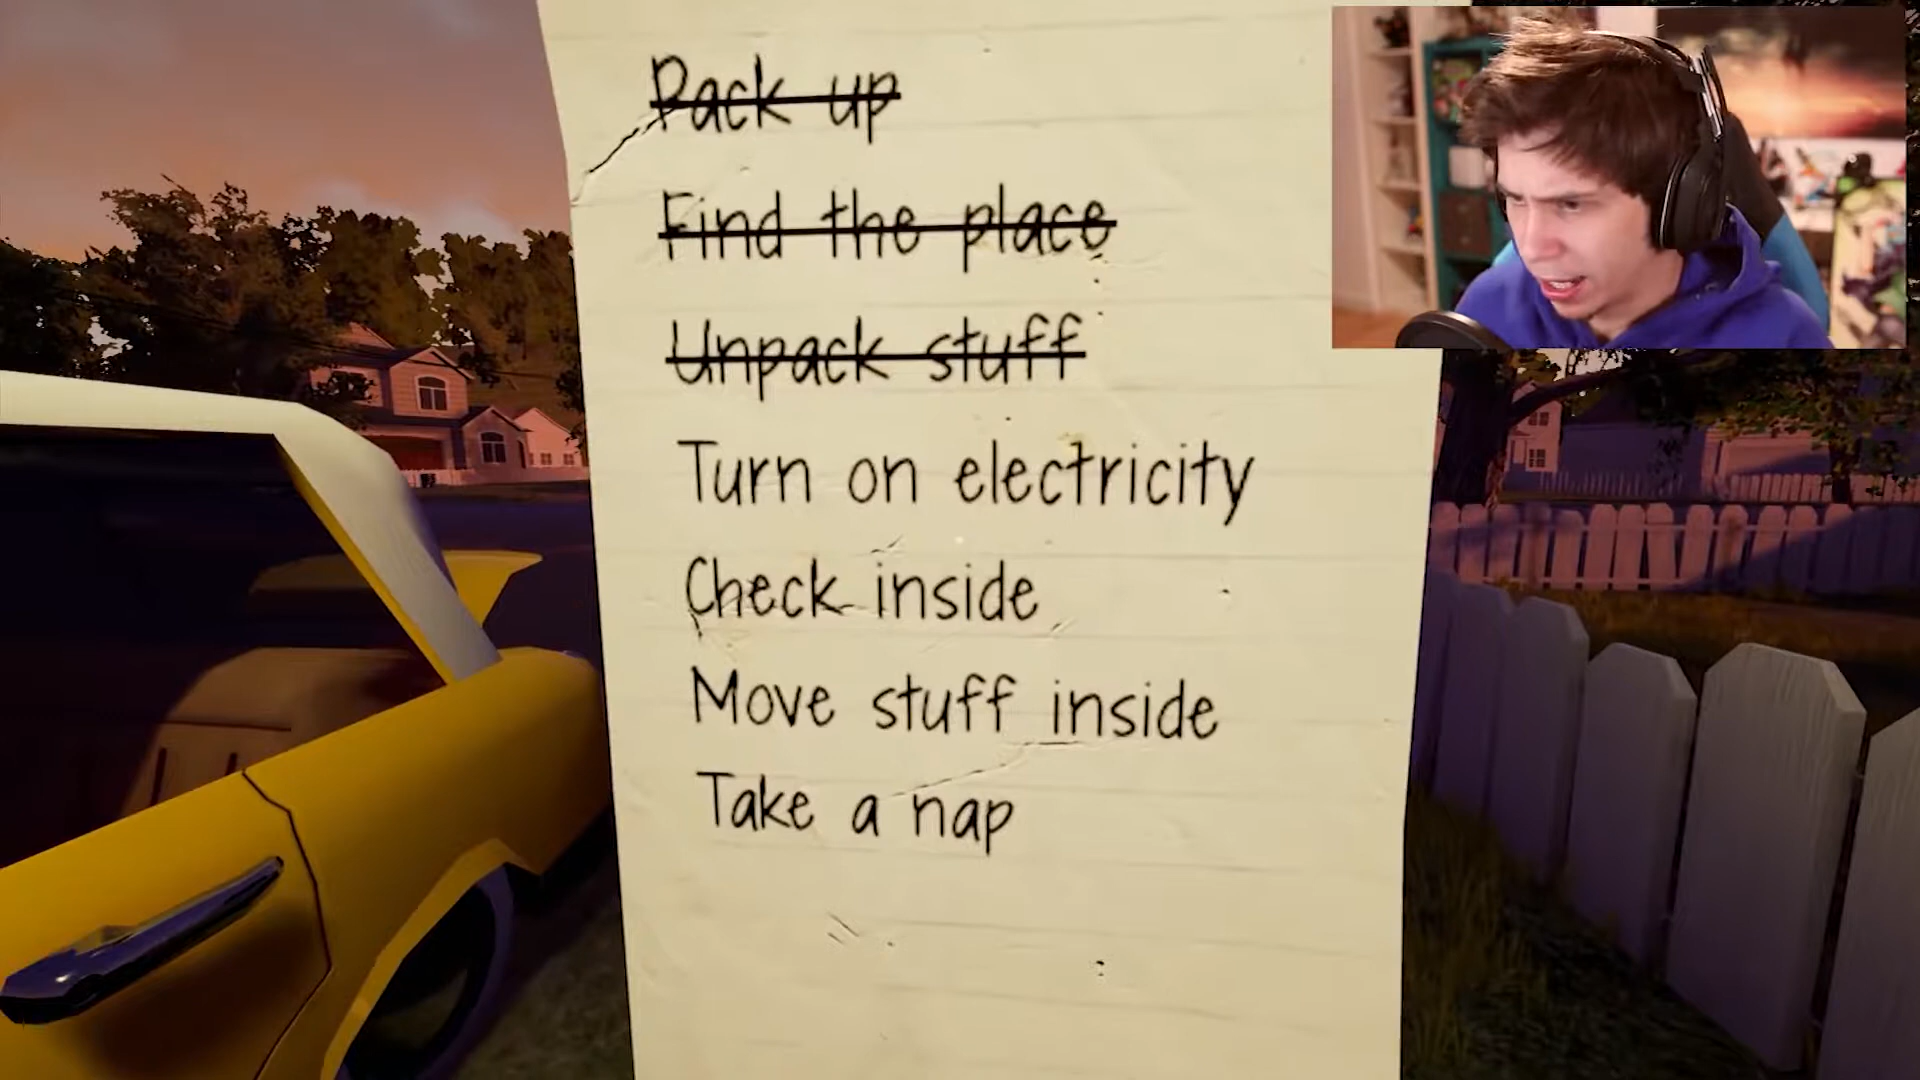 Pack up
Find the place
Unpack stuff
Turn on electricity
Check inside
Move stuff inside
Take a nap